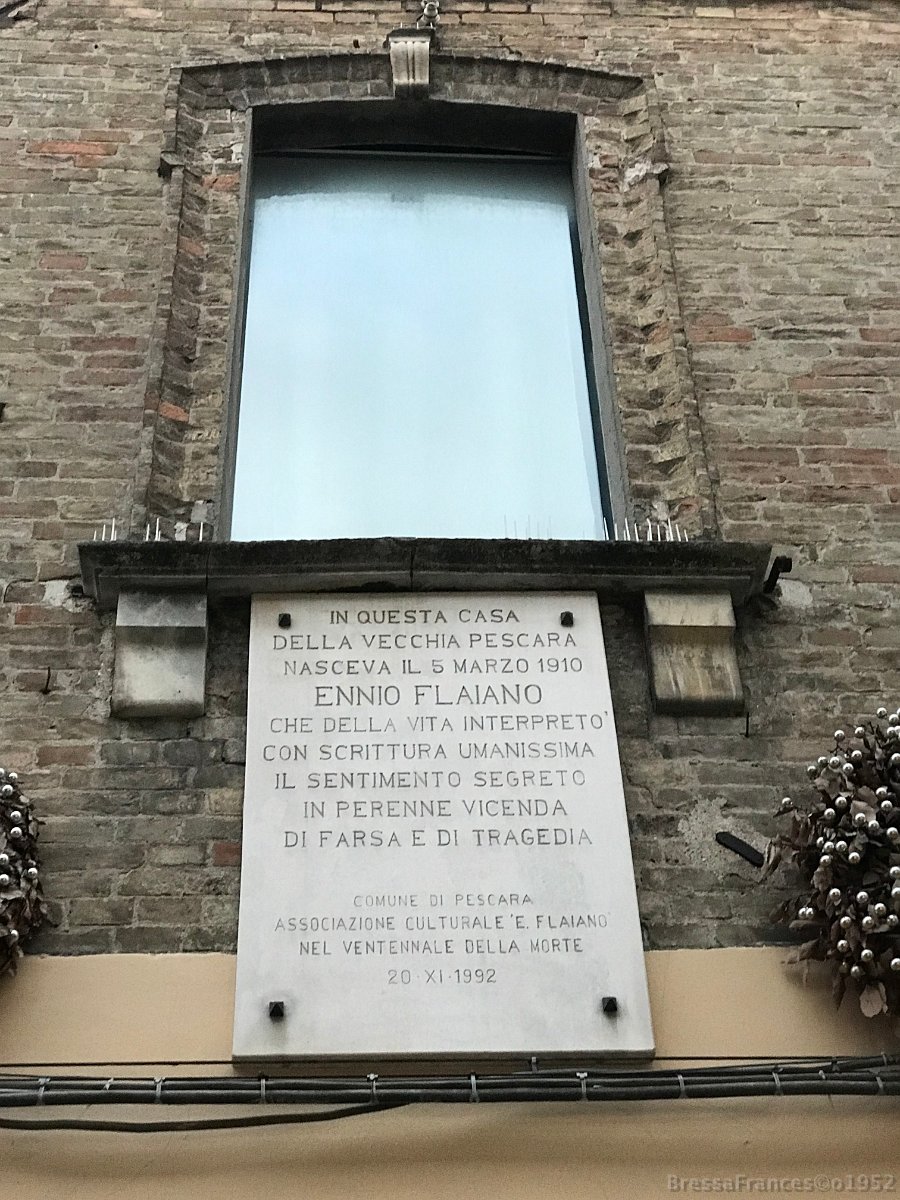 IN QUESTA CASA
DELLA VECCHIA PESCARA
NASCEVA IL 5 MARZO 1910
ENNIO FLAIANO
CHE DELLA VITA INTERPRETO'
CON SCRITTURA UMANISSIMA
IL SENTIMENTO SEGRETO
IN PERENNE VICENDA
DI FARSA E DI TRAGEDIA
COMUNE DI PESCARA
ASSOCIAZIONE CULTURALE 'E. FLAIANO'
NEL VENTENNALE DELLA MORTE
20·XI·1992
BressaFrances©o1952